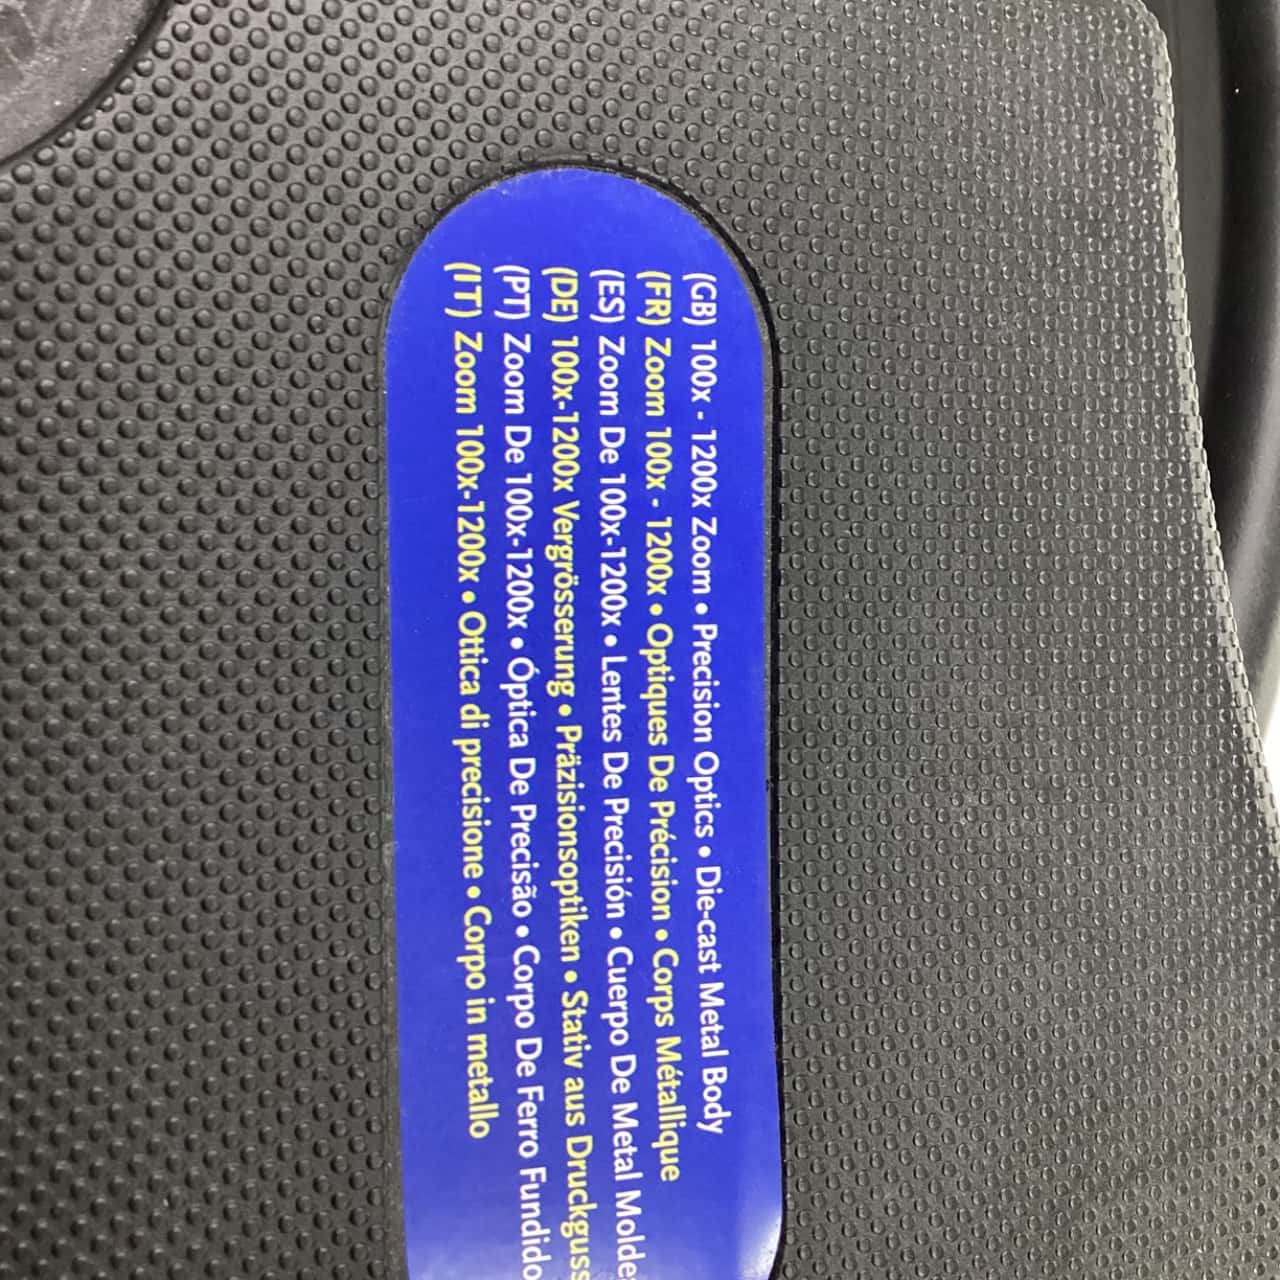 (GB) 100x - 1200x Zoom • Precision Optics • Die-cast Metal Body
(FR) Zoom 100x - 1200x • Optiques De Précision • Corps Métallique
(ES) Zoom De 100x-1200x • Lentes De Precisión • Cuerpo De Metal
(DE) 100x-1200x Vergrösserung • Präzisionsoptiken • Stativ aus Druckguss
(PT) Zoom De 100x-1200x • Óptica De Precisão • Corpo De Ferro Fundido
(IT) Zoom 100x-1200x • Ottica di precisione • Corpo in metallo